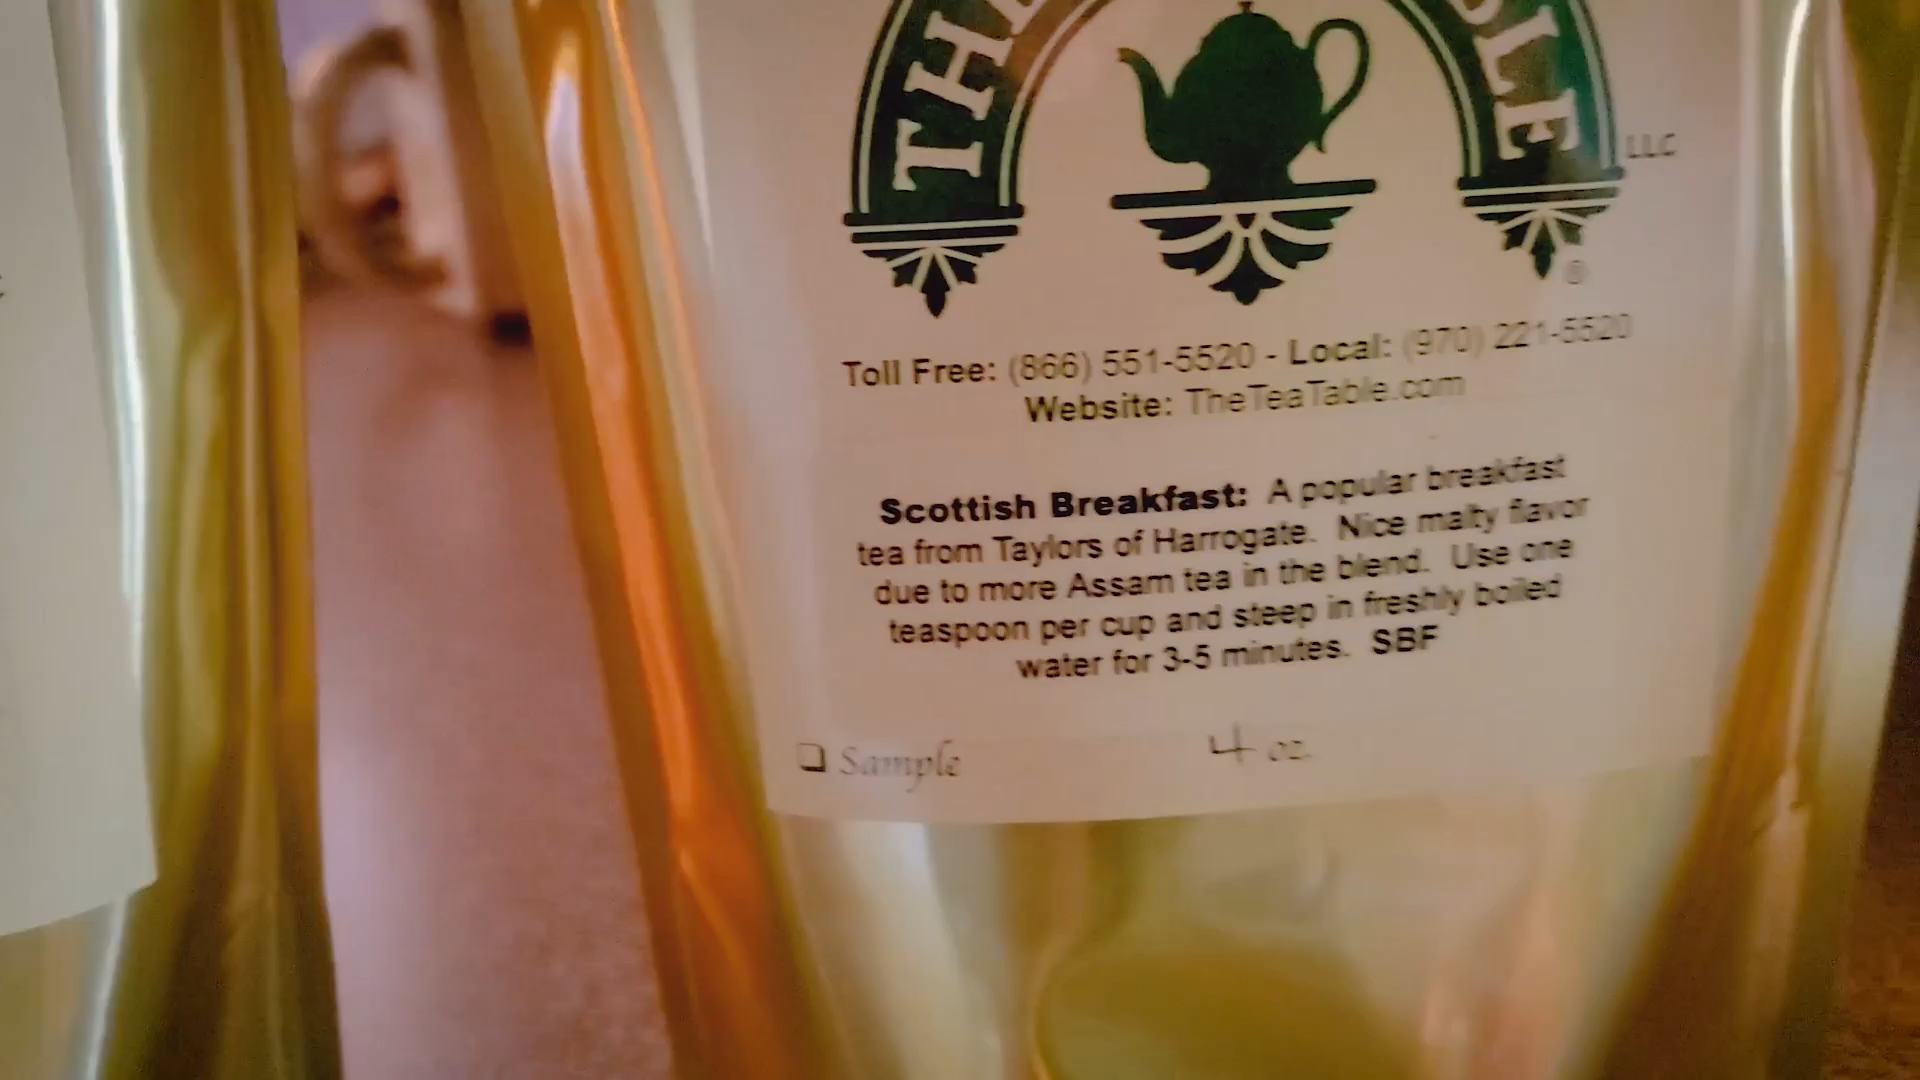 THE
BLE
LLC
®
Toll Free: (866) 551-5520 - Local: (970) 221-5520
Website: TheTeaTable.com
Scottish Breakfast: A popular breakfast
tea from Taylors of Harrogate. Nice malty flavor
due to more Assam tea in the blend. Use one
teaspoon per cup and steep in freshly boiled
water for 3-5 minutes. SBF
❑ Sample 4 oz.